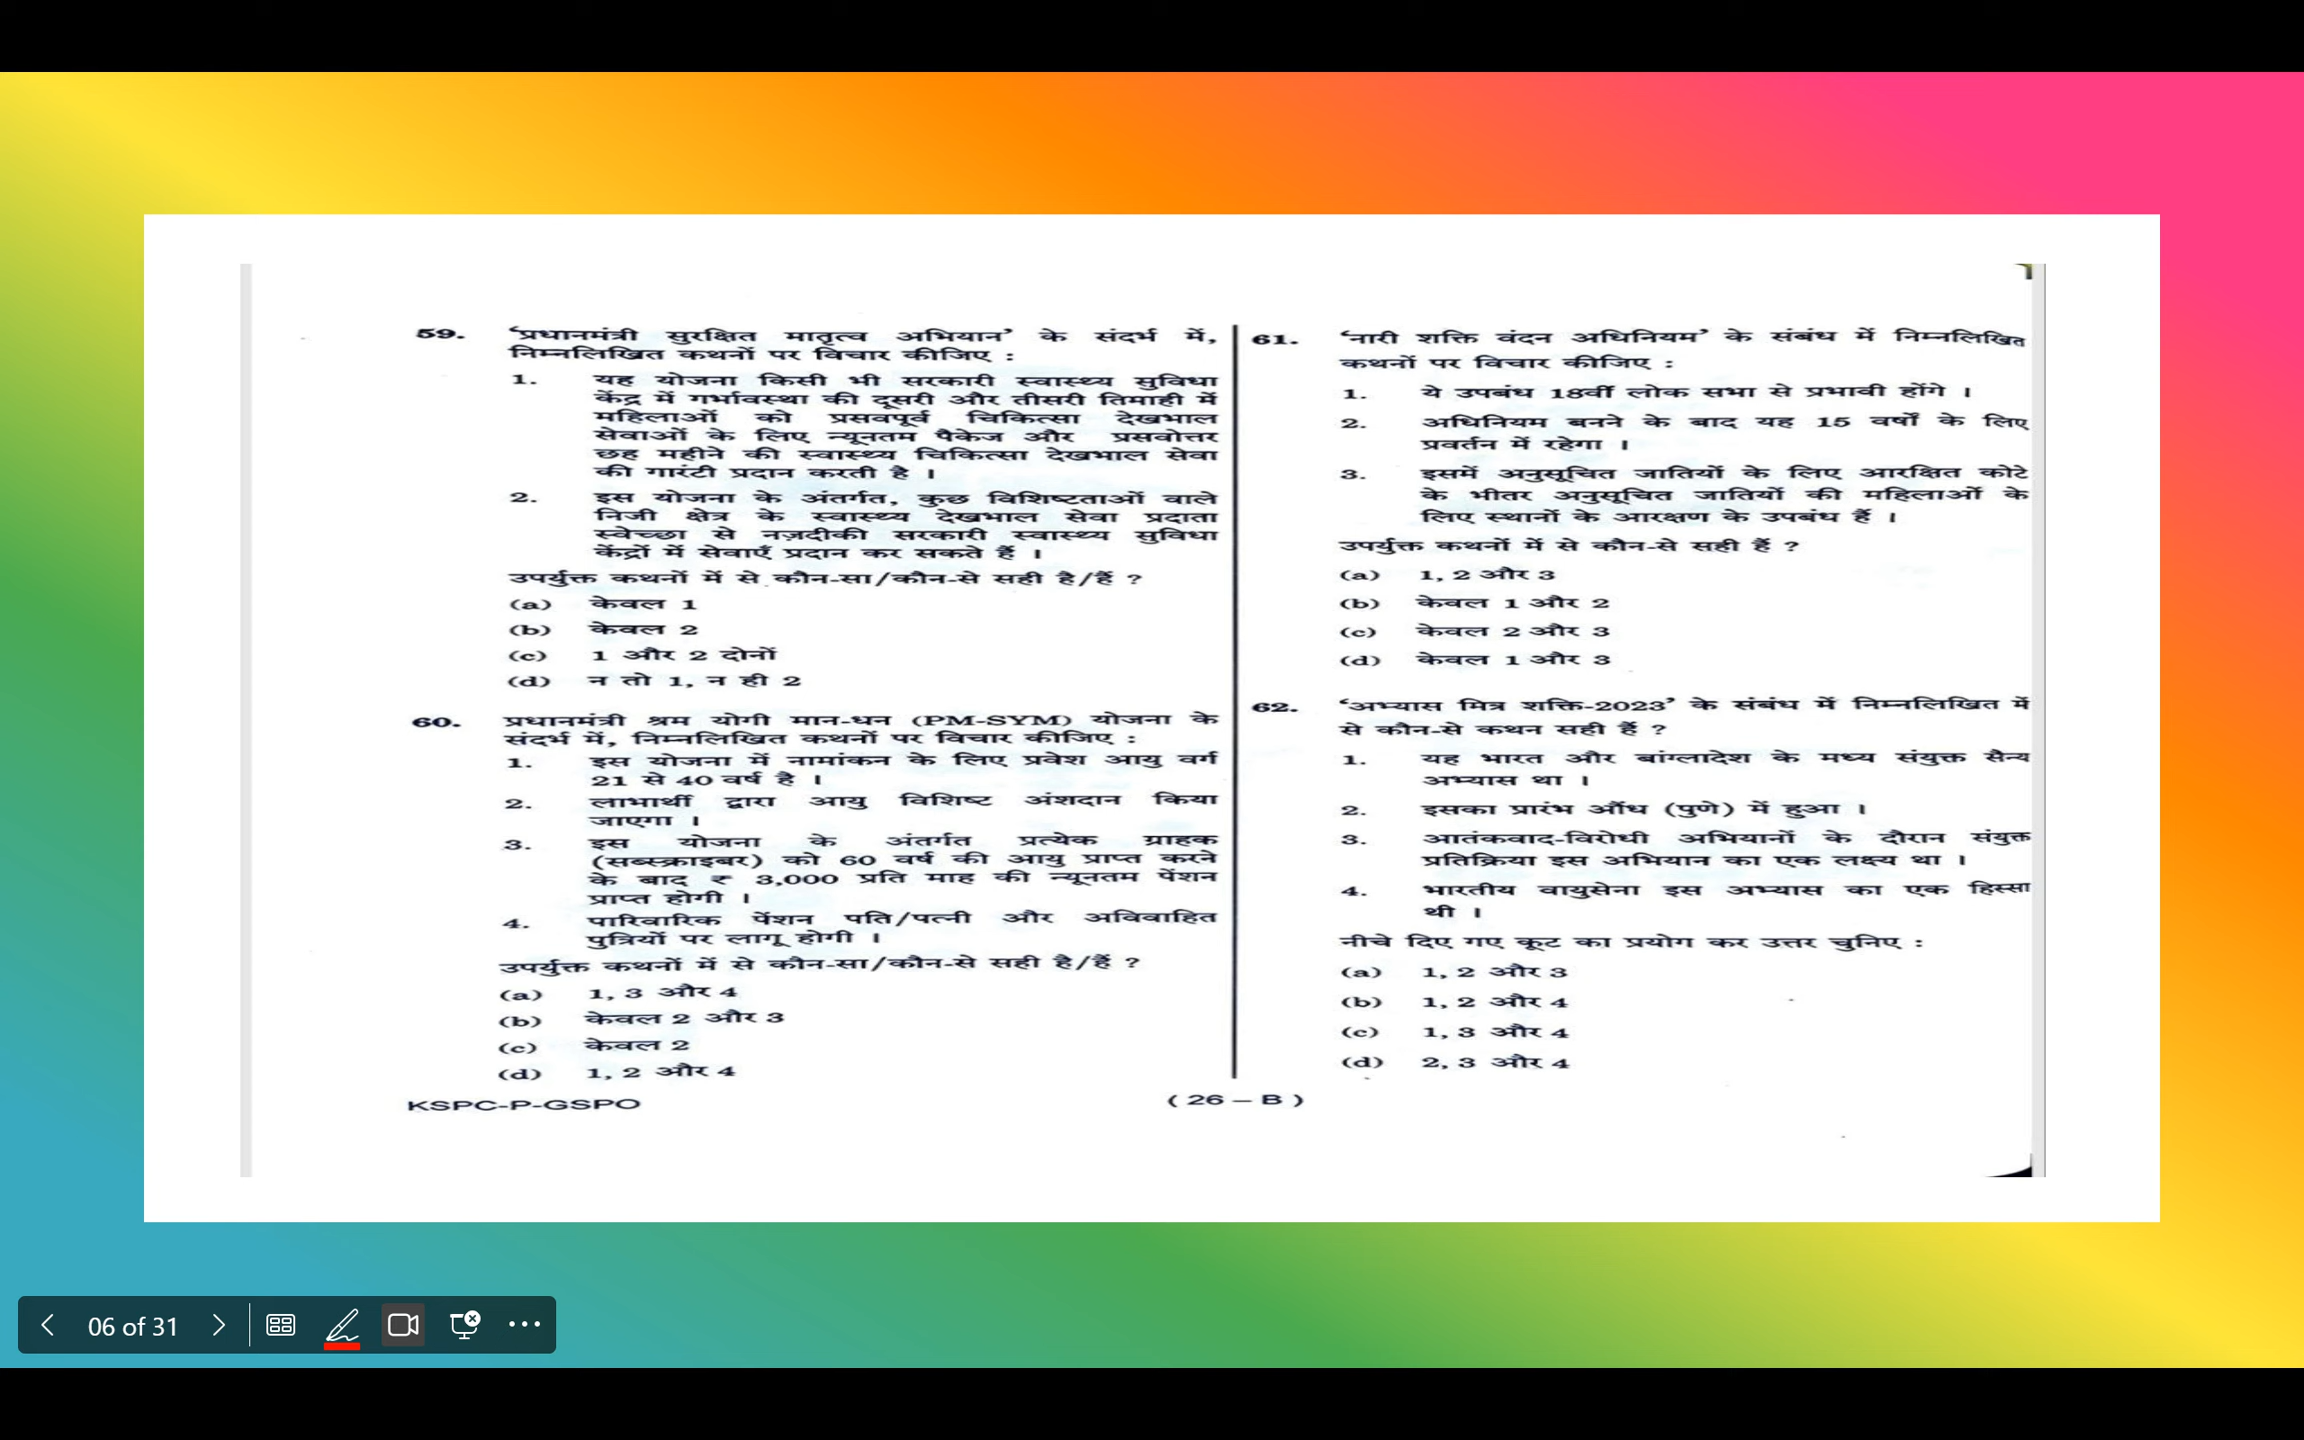 59. ‘प्रधानमंत्री सुरक्षित मातृत्व अभियान’ के संदर्भ में,
निम्नलिखित कथनों पर विचार कीजिए :
1. यह योजना किसी भी सरकारी स्वास्थ्य सुविधा
केंद्र में गर्भावस्था की दूसरी और तीसरी तिमाही में
महिलाओं को प्रसवपूर्व चिकित्सा देखभाल
सेवाओं के लिए न्यूनतम पैकेज और प्रसवोत्तर
छह महीने की स्वास्थ्य चिकित्सा देखभाल सेवा
की गारंटी प्रदान करती है ।
2. इस योजना के अंतर्गत, कुछ विशिष्टताओं वाले
निजी क्षेत्र के स्वास्थ्य देखभाल सेवा प्रदाता
स्वेच्छा से नज़दीकी सरकारी स्वास्थ्य सुविधा
केंद्रों में सेवाएँ प्रदान कर सकते हैं ।
उपर्युक्त कथनों में से कौन-सा/कौन-से सही है/हैं ?
(a) केवल 1
(b) केवल 2
(c) 1 और 2 दोनों
(d) न तो 1, न ही 2
60. प्रधानमंत्री श्रम योगी मान-धन (PM-SYM) योजना के
संदर्भ में, निम्नलिखित कथनों पर विचार कीजिए :
1. इस योजना में नामांकन के लिए प्रवेश आयु वर्ग
21 से 40 वर्ष है ।
2. लाभार्थी द्वारा आयु विशिष्ट अंशदान किया
जाएगा ।
3. इस योजना के अंतर्गत प्रत्येक ग्राहक
(सब्स्क्राइबर) को 60 वर्ष की आयु प्राप्त करने
के बाद ₹ 3,000 प्रति माह की न्यूनतम पेंशन
प्राप्त होगी ।
4. पारिवारिक पेंशन पति/पत्नी और अविवाहित
पुत्रियों पर लागू होगी ।
उपर्युक्त कथनों में से कौन-सा/कौन-से सही है/हैं ?
(a) 1, 3 और 4
(b) केवल 2 और 3
(c) केवल 2
(d) 1, 2 और 4
61. ‘नारी शक्ति वंदन अधिनियम’ के संबंध में निम्नलिखित
कथनों पर विचार कीजिए :
1. ये उपबंध 18वीं लोक सभा से प्रभावी होंगे ।
2. अधिनियम बनने के बाद यह 15 वर्षों के लिए
प्रवर्तन में रहेगा ।
3. इसमें अनुसूचित जातियों के लिए आरक्षित कोटे
के भीतर अनुसूचित जातियों की महिलाओं के
लिए स्थानों के आरक्षण के उपबंध हैं ।
उपर्युक्त कथनों में से कौन-से सही हैं ?
(a) 1, 2 और 3
(b) केवल 1 और 2
(c) केवल 2 और 3
(d) केवल 1 और 3
62. ‘अभ्यास मित्र शक्ति-2023’ के संबंध में निम्नलिखित में
से कौन-से कथन सही हैं ?
1. यह भारत और बांग्लादेश के मध्य संयुक्त सैन्य
अभ्यास था ।
2. इसका प्रारंभ औंध (पुणे) में हुआ ।
3. आतंकवाद-विरोधी अभियानों के दौरान संयुक्त
प्रतिक्रिया इस अभियान का एक लक्ष्य था ।
4. भारतीय वायुसेना इस अभ्यास का एक हिस्सा
थी ।
नीचे दिए गए कूट का प्रयोग कर उत्तर चुनिए :
(a) 1, 2 और 3
(b) 1, 2 और 4
(c) 1, 3 और 4
(d) 2, 3 और 4
KSPC-P-GSPO
( 26 – B )
06 of 31